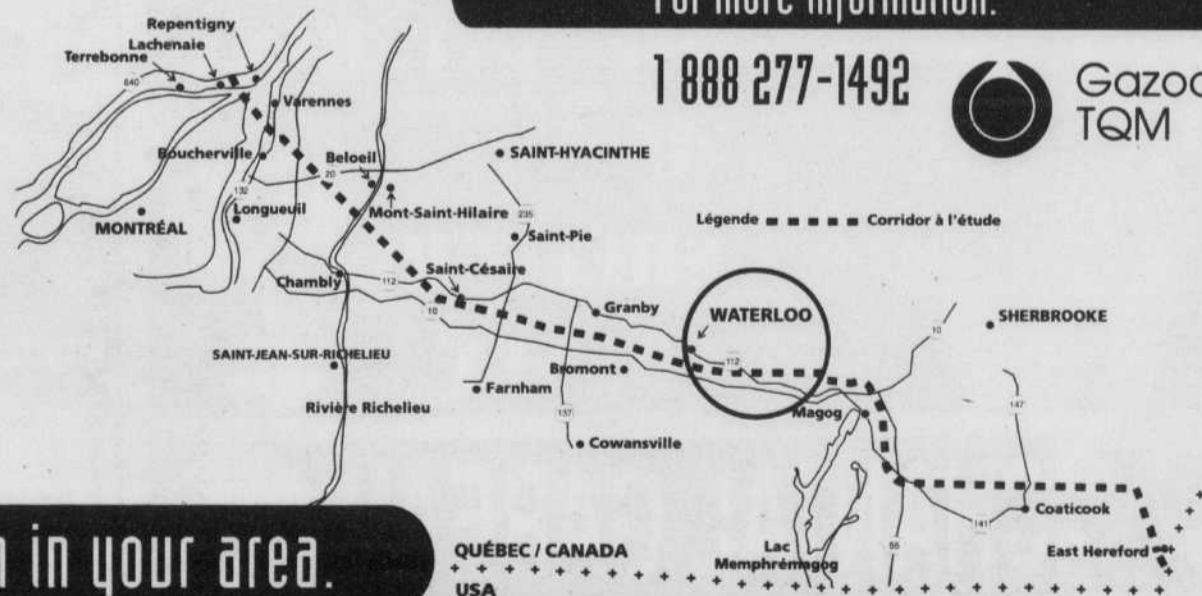 For more information.
1 888 277-1492
TQM
Repentigny
Lachenaie
Terrebonne
640
Varennes
Boucherville
Beloeil
20
SAINT-HYACINTHE
132
Longueuil
MONTRÉAL
Mont-Saint-Hilaire
235
Saint-Pie
Légende
Corridor à l'étude
Chambly
112
Saint-Césaire
10
Granby
WATERLOO
112
10
SHERBROOKE
SAINT-JEAN-SUR-RICHELIEU
Bromont
Farnham
Rivière Richelieu
137
Magog
147
Cowansville
Coaticook
141
55
East Hereford
Lac
Memphrémagog
in your area.
QUÉBEC / CANADA
USA